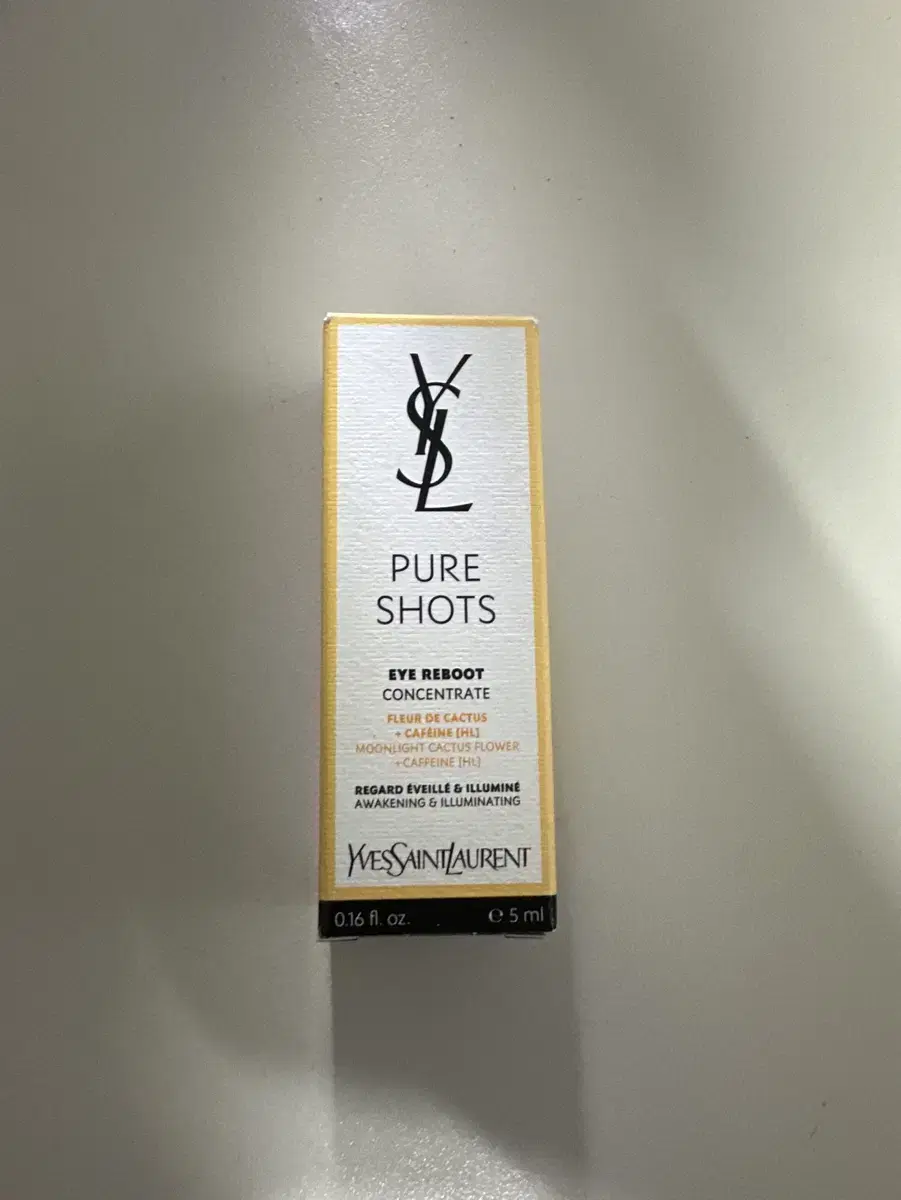 YSL
PURE
SHOTS
EYE REBOOT
CONCENTRATE
FLEUR DE CACTUS
+ CAFÉINE [HL]
MOONLIGHT CACTUS FLOWER
+CAFFEINE [HL]
REGARD ÉVEILLÉ & ILLUMINÉ
AWAKENING & ILLUMINATING
YVESSAINTLAURENT
0.16 fl. oz. ℮ 5 ml